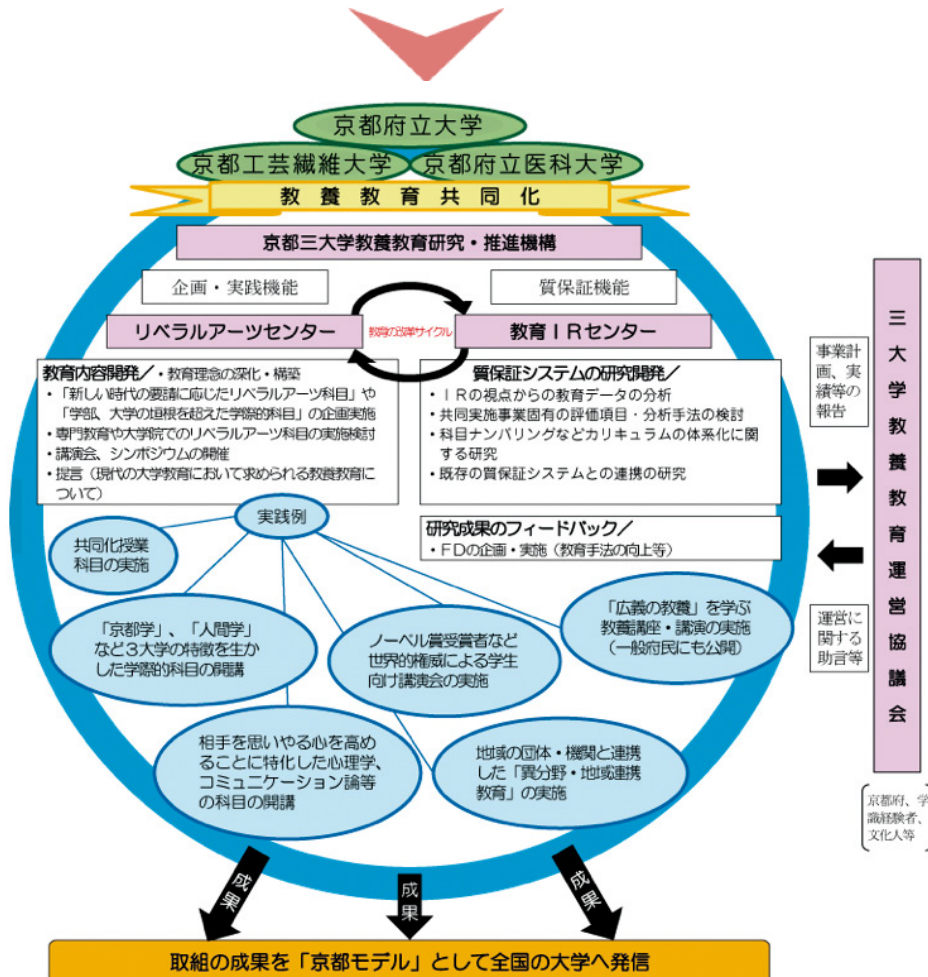 京都府立大学
京都工芸繊維大学
京都府立医科大学
教養教育共同化
京都三大学教養教育研究・推進機構
企画・実践機能
質保証機能
リベラルアーツセンター
教育の改革サイクル
教育IRセンター
教育内容開発／・教育理念の深化・構築
・「新しい時代の要請に応じたリベラルアーツ科目」や
「学部、大学の垣根を超えた学際的科目」の企画実施
・専門教育や大学院でのリベラルアーツ科目の実施検討
・講演会、シンポジウムの開催
・提言（現代の大学教育において求められる教養教育に
ついて）
質保証システムの研究開発／
・ＩＲの視点からの教育データの分析
・共同実施事業固有の評価項目・分析手法の検討
・科目ナンバリングなどカリキュラムの体系化に関
する研究
・既存の質保証システムとの連携の研究
研究成果のフィードバック／
・ＦＤの企画・実施（教育手法の向上等）
実践例
共同化授業
科目の実施
「京都学」、「人間学」
など３大学の特徴を生か
した学際的科目の開講
ノーベル賞受賞者など
世界的権威による学生
向け講演会の実施
「広義の教養」を学ぶ
教養講座・講演の実施
（一般府民にも公開）
相手を思いやる心を高め
ることに特化した心理学、
コミュニケーション論等
の科目の開講
地域の団体・機関と連携
した「異分野・地域連携
教育」の実施
事業計
画、実
績等の
報告
運営に
関する
助言等
三大学教養教育運営協議会
京都府、学
識経験者、
文化人等
成果
成果
成果
取組の成果を「京都モデル」として全国の大学へ発信